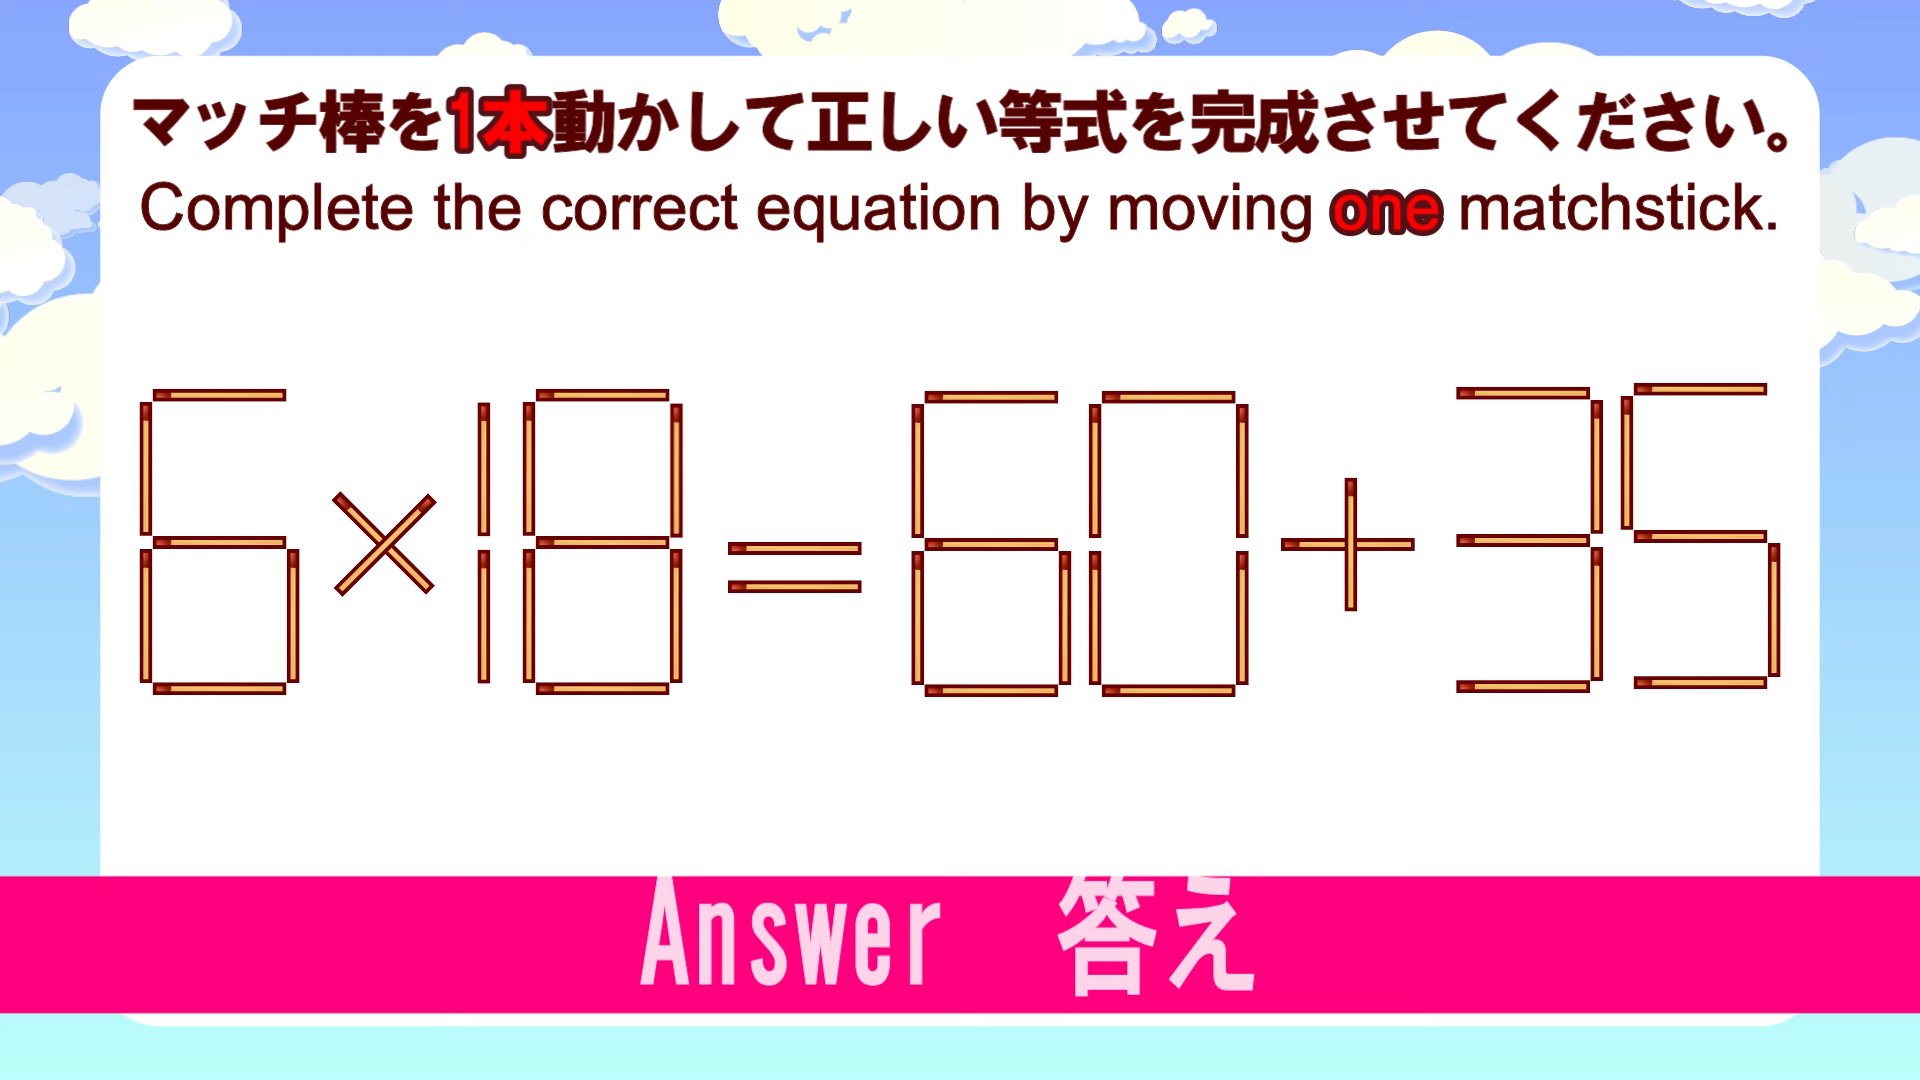 マッチ棒を1本動かして正しい等式を完成させてください。
Complete the correct equation by moving one matchstick.
6×18=60+35
Answer 答え